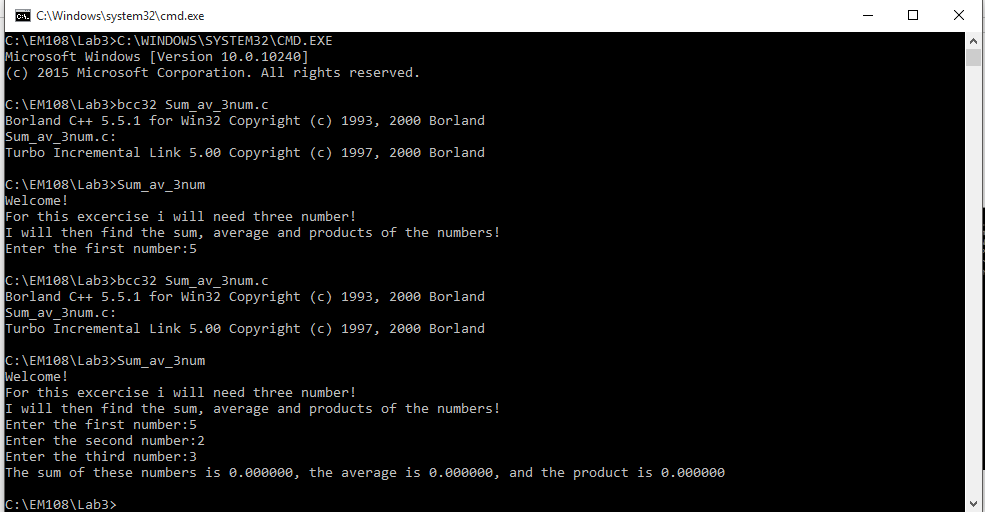 C:\Windows\system32\cmd.exe
C:\EM108\Lab3>C:\WINDOWS\SYSTEM32\CMD.EXE
Microsoft Windows [Version 10.0.10240]
(c) 2015 Microsoft Corporation. All rights reserved.
C:\EM108\Lab3>bcc32 Sum_av_3num.c
Borland C++ 5.5.1 for Win32 Copyright (c) 1993, 2000 Borland
Sum_av_3num.c:
Turbo Incremental Link 5.00 Copyright (c) 1997, 2000 Borland
C:\EM108\Lab3>Sum_av_3num
Welcome!
For this excercise i will need three number!
I will then find the sum, average and products of the numbers!
Enter the first number:5
C:\EM108\Lab3>bcc32 Sum_av_3num.c
Borland C++ 5.5.1 for Win32 Copyright (c) 1993, 2000 Borland
Sum_av_3num.c:
Turbo Incremental Link 5.00 Copyright (c) 1997, 2000 Borland
C:\EM108\Lab3>Sum_av_3num
Welcome!
For this excercise i will need three number!
I will then find the sum, average and products of the numbers!
Enter the first number:5
Enter the second number:2
Enter the third number:3
The sum of these numbers is 0.000000, the average is 0.000000, and the product is 0.000000
C:\EM108\Lab3>